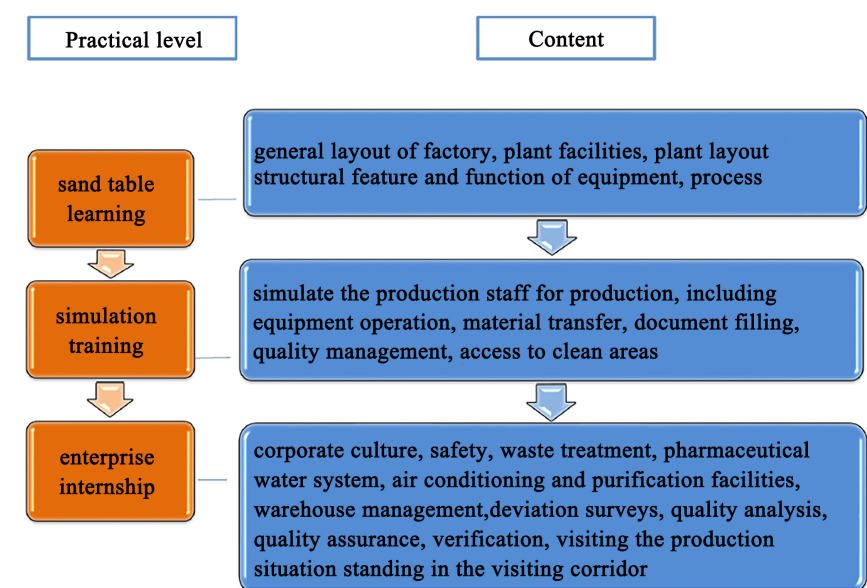 Practical level
Content
sand table
learning
general layout of factory, plant facilities, plant layout
structural feature and function of equipment, process
simulation
training
simulate the production staff for production, including
equipment operation, material transfer, document filling,
quality management, access to clean areas
enterprise
internship
corporate culture, safety, waste treatment, pharmaceutical
water system, air conditioning and purification facilities,
warehouse management,deviation surveys, quality analysis,
quality assurance, verification, visiting the production
situation standing in the visiting corridor